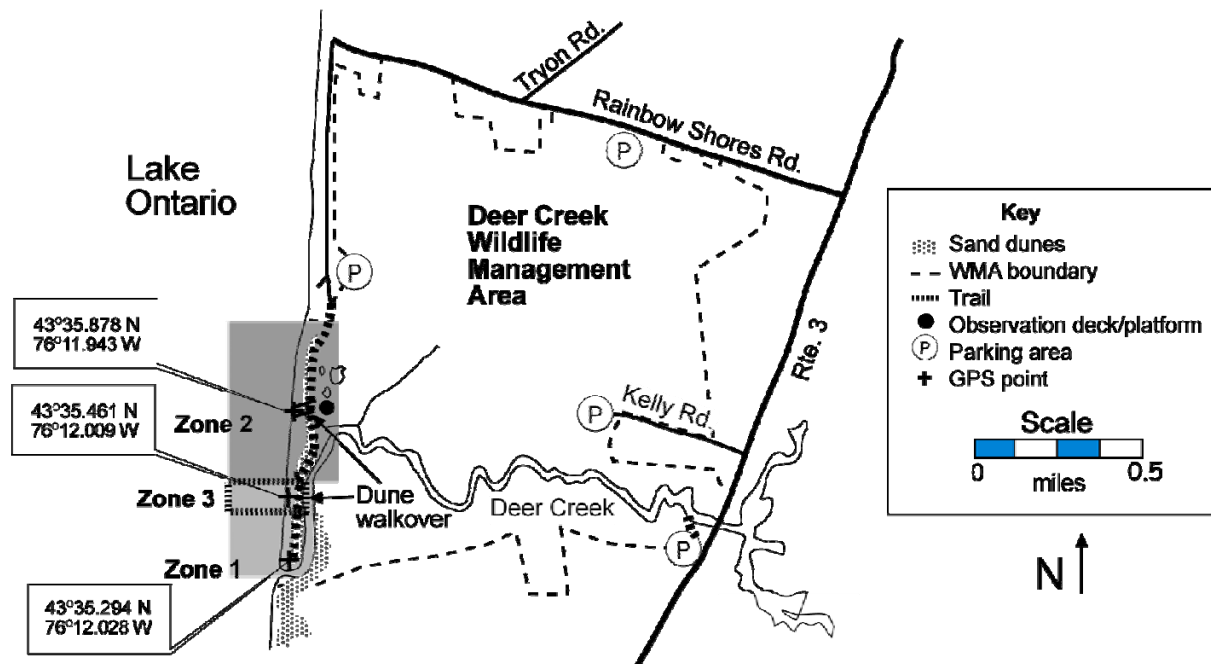 Tryon Rd.
Rainbow Shores Rd.
P
Lake
Ontario
Deer Creek
Wildlife
Management
Area
P
Rte. 3
Key
Sand dunes
WMA boundary
Trail
Observation deck/platform
P Parking area
GPS point
Scale
0 0.5
miles
N
43°35.878 N
76°11.943 W
43°35.461 N
76°12.009 W
Zone 2
P
Kelly Rd.
Zone 3
Dune
walkover
Deer Creek
P
Zone 1
43°35.294 N
76°12.028 W